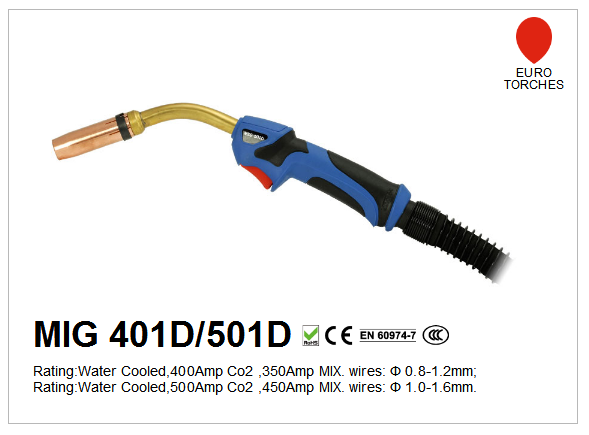 EURO
TORCHES
MIG 401D/501D RoHS CE EN 60974-7 CCC
Rating:Water Cooled,400Amp Co2 ,350Amp MIX. wires: Φ 0.8-1.2mm;
Rating:Water Cooled,500Amp Co2 ,450Amp MIX. wires: Φ 1.0-1.6mm.